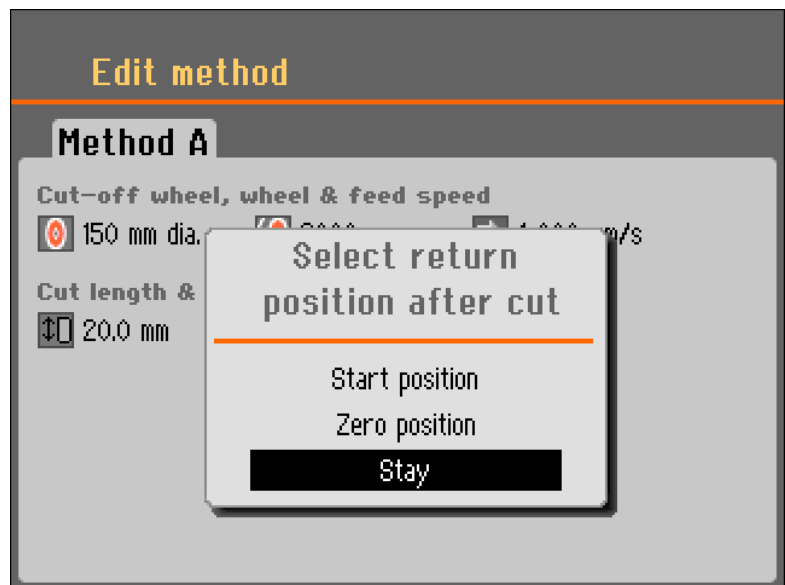 Edit method
Method A
Cut-off wheel, wheel & feed speed
150 mm dia.
Cut length &
20.0 mm
Select return
position after cut
Start position
Zero position
Stay